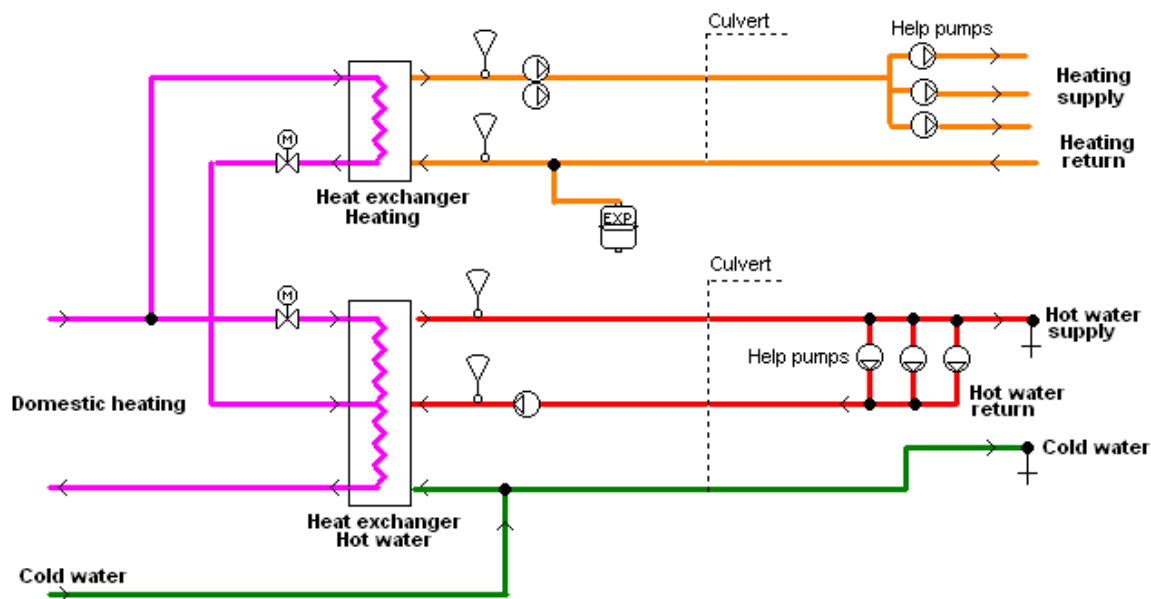 Culvert
Help pumps
Heating
supply
Heating
return
M
Heat exchanger
Heating
EXP
Culvert
M
Hot water
supply
Help pumps
Domestic heating
Hot water
return
Cold water
Heat exchanger
Hot water
Cold water